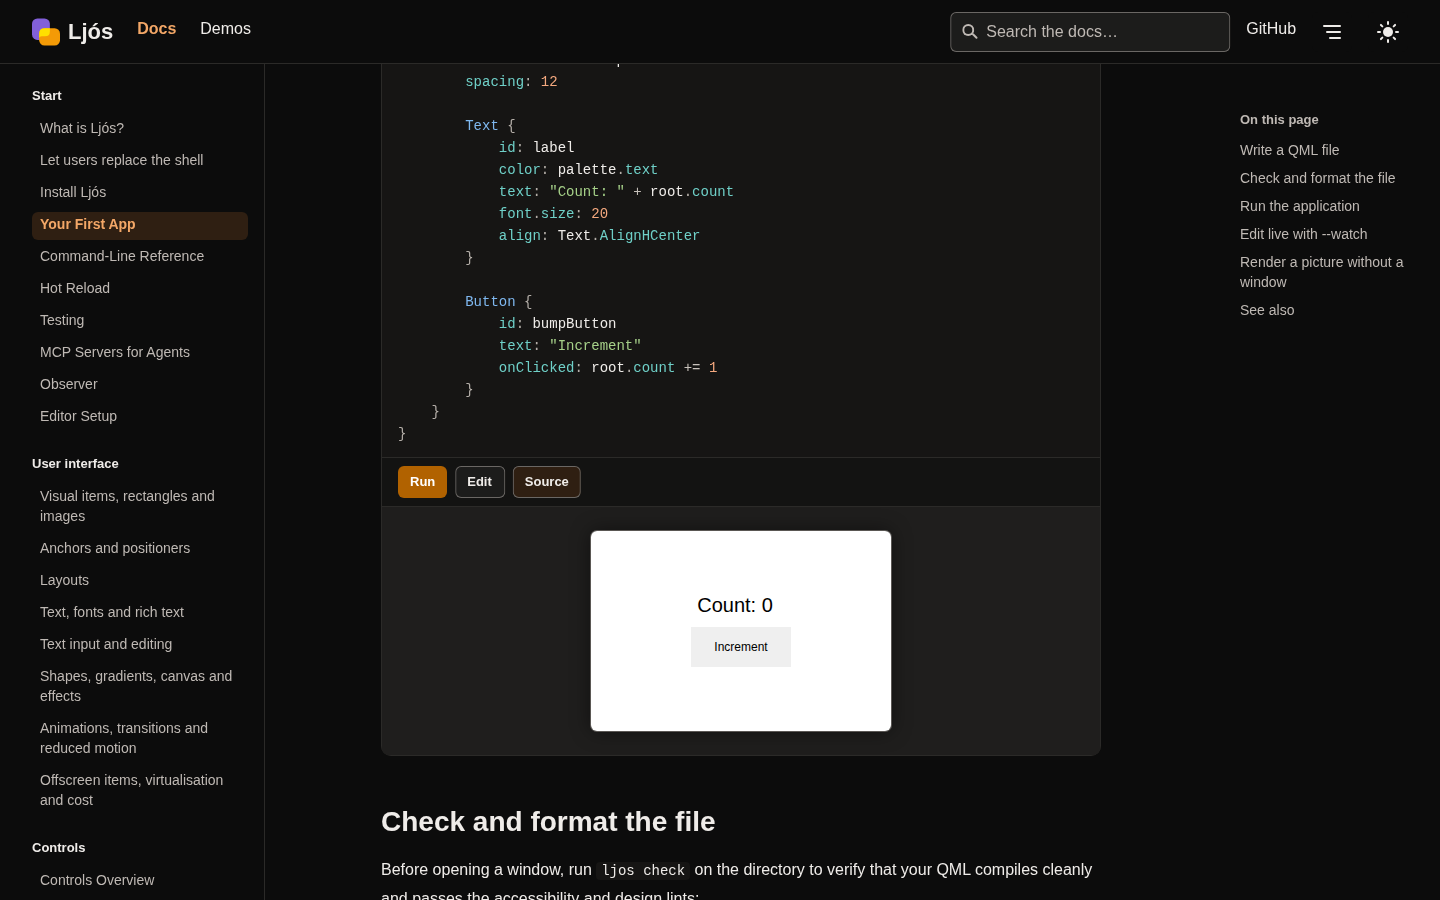 Ljós
Docs
Demos
Search the docs…
GitHub
Start
What is Ljós?
Let users replace the shell
Install Ljós
Your First App
Command-Line Reference
Hot Reload
Testing
MCP Servers for Agents
Observer
Editor Setup
User interface
Visual items, rectangles and
images
Anchors and positioners
Layouts
Text, fonts and rich text
Text input and editing
Shapes, gradients, canvas and
effects
Animations, transitions and
reduced motion
Offscreen items, virtualisation
and cost
Controls
Controls Overview
spacing: 12
Text {
id: label
color: palette.text
text: "Count: " + root.count
font.size: 20
align: Text.AlignHCenter
}
Button {
id: bumpButton
text: "Increment"
onClicked: root.count += 1
}
}
}
Run
Edit
Source
Count: 0
Increment
Check and format the file
Before opening a window, run ljos check on the directory to verify that your QML compiles cleanly
and passes the accessibility and design lints:
On this page
Write a QML file
Check and format the file
Run the application
Edit live with --watch
Render a picture without a
window
See also